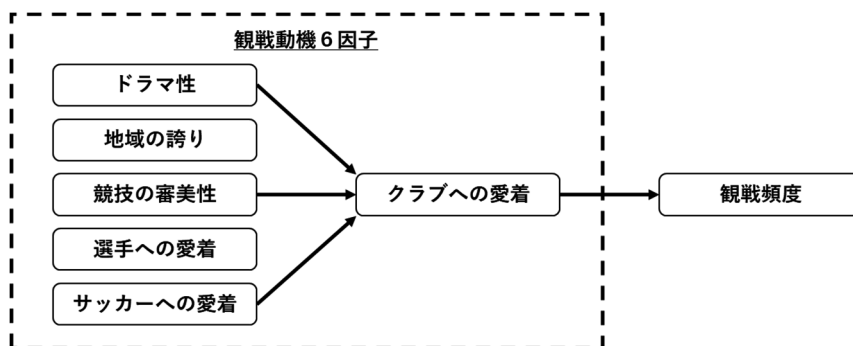 観戦動機６因子
ドラマ性
地域の誇り
競技の審美性
選手への愛着
サッカーへの愛着
クラブへの愛着
観戦頻度